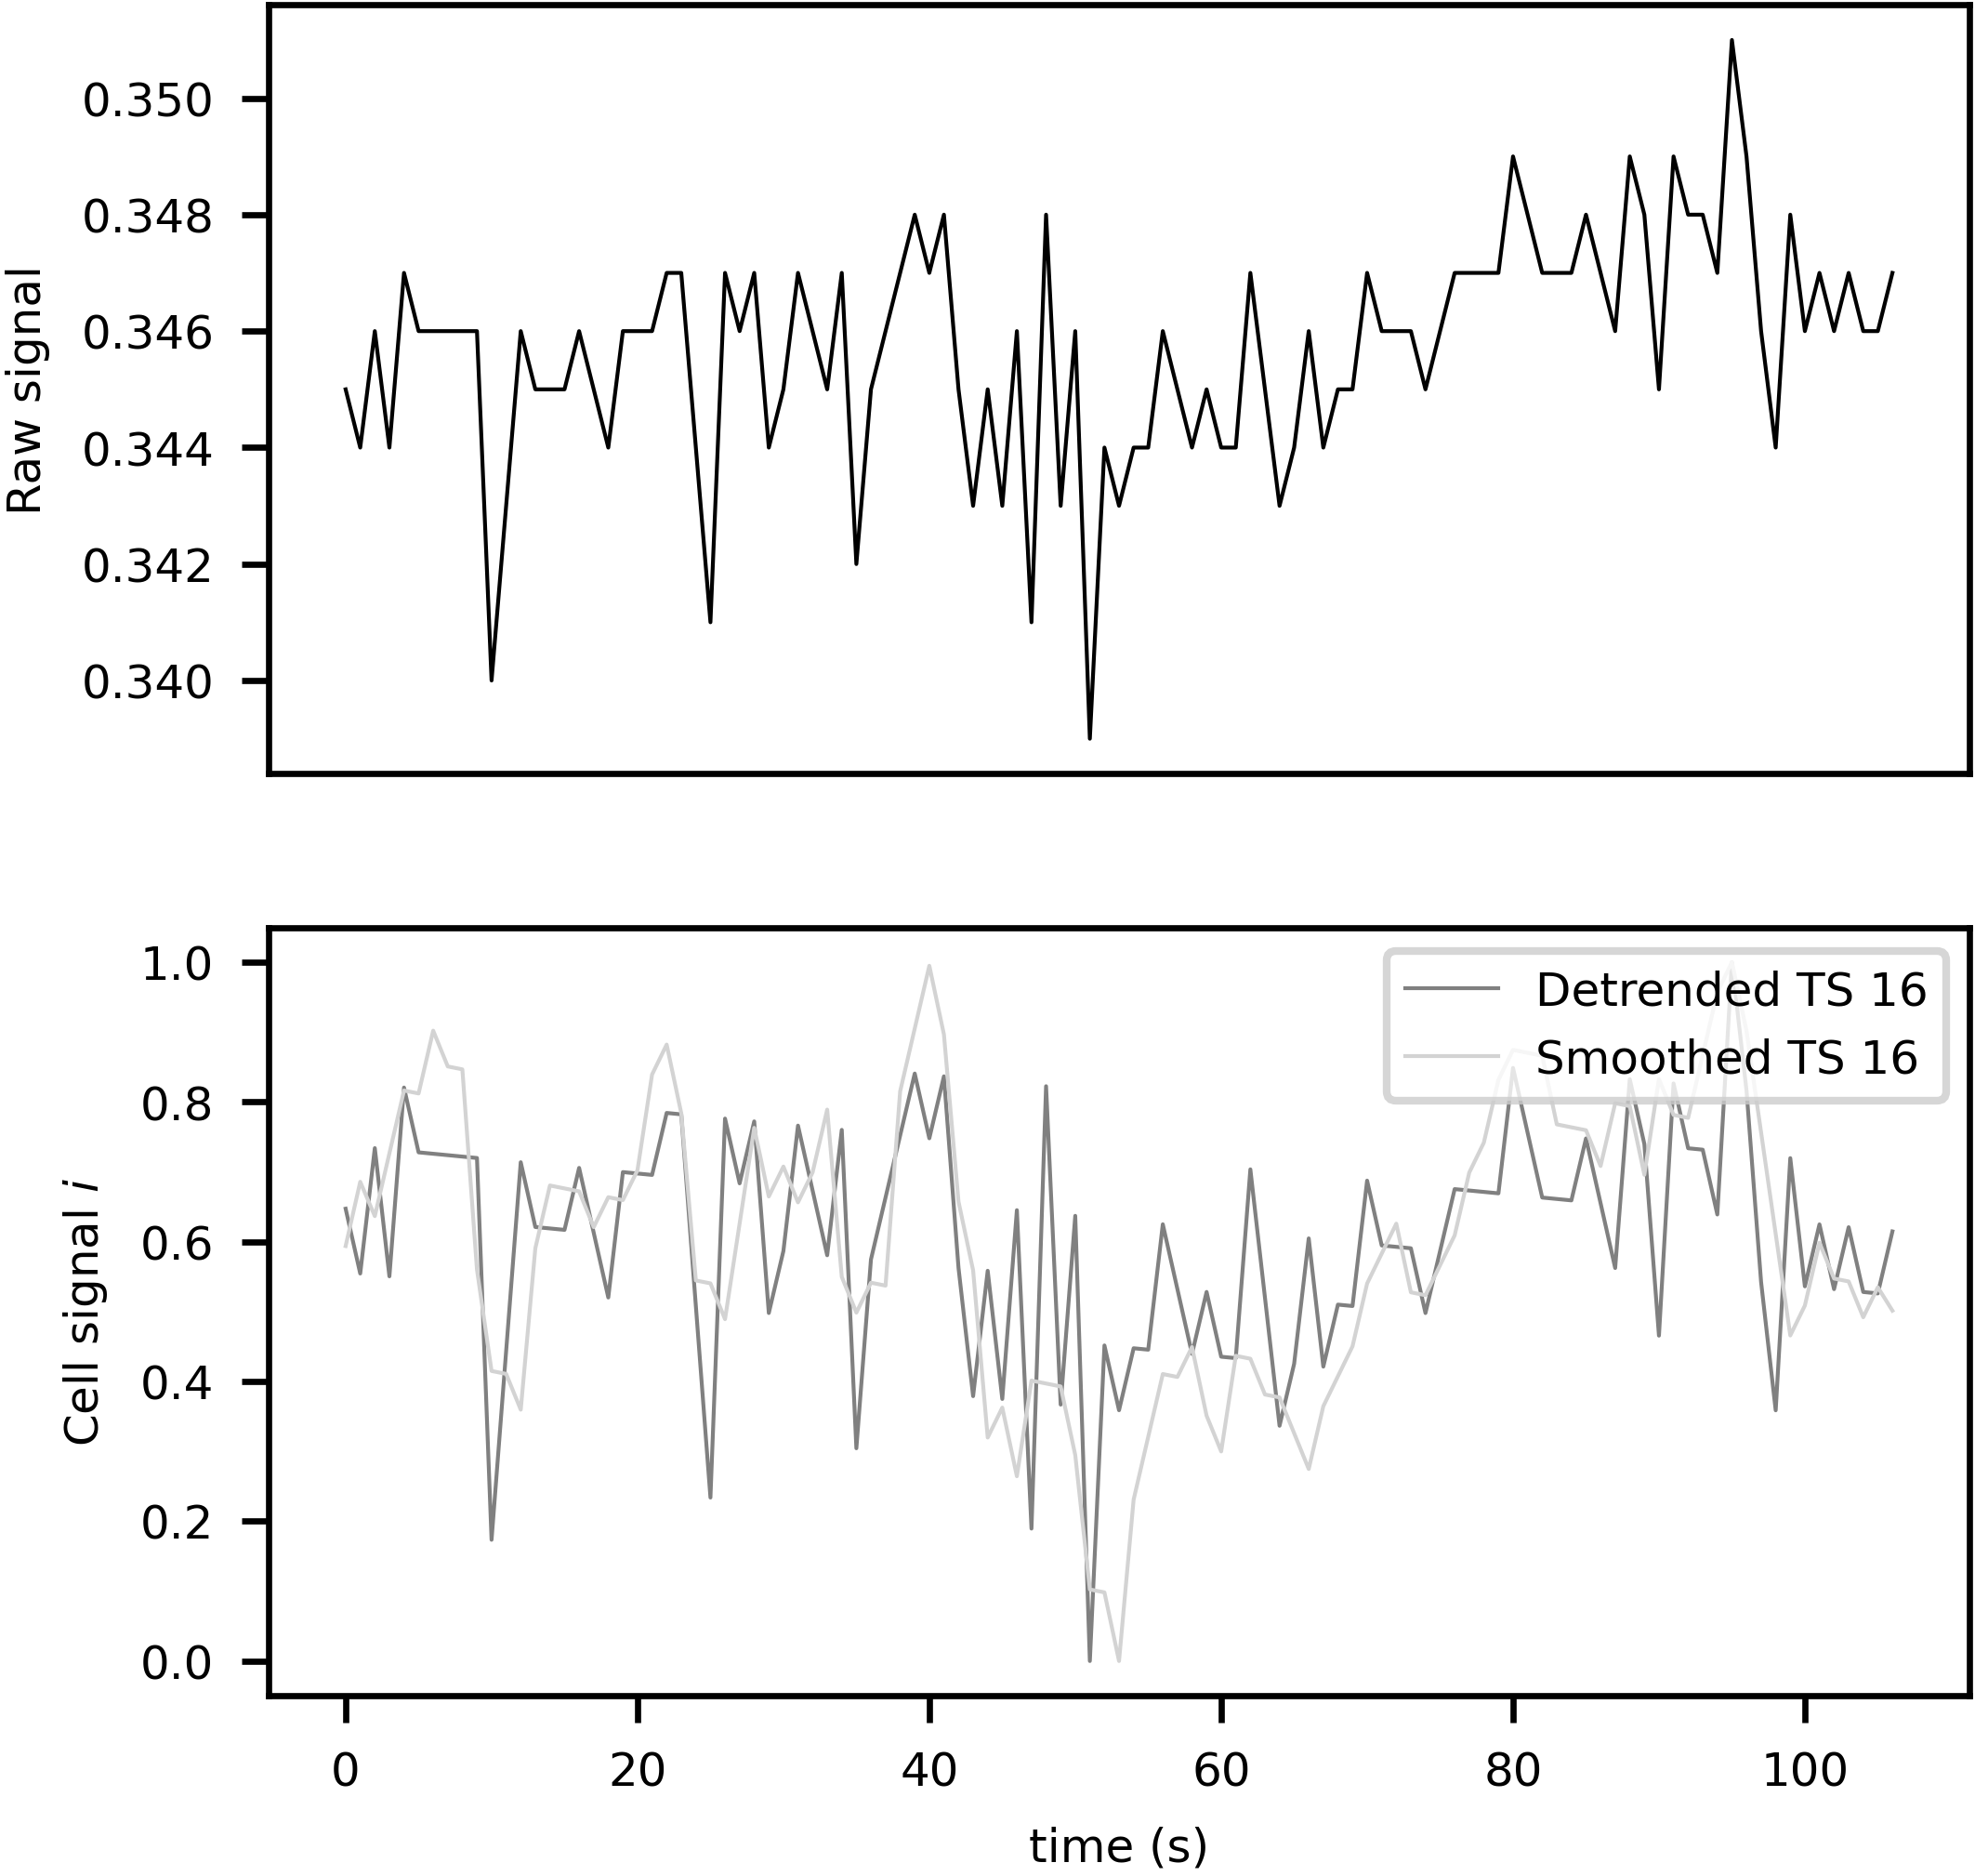 Raw signal
0.350
0.348
0.346
0.344
0.342
0.340
Cell signal i
1.0
0.8
0.6
0.4
0.2
0.0
Detrended TS 16
Smoothed TS 16
0 20 40 60 80 100
time (s)